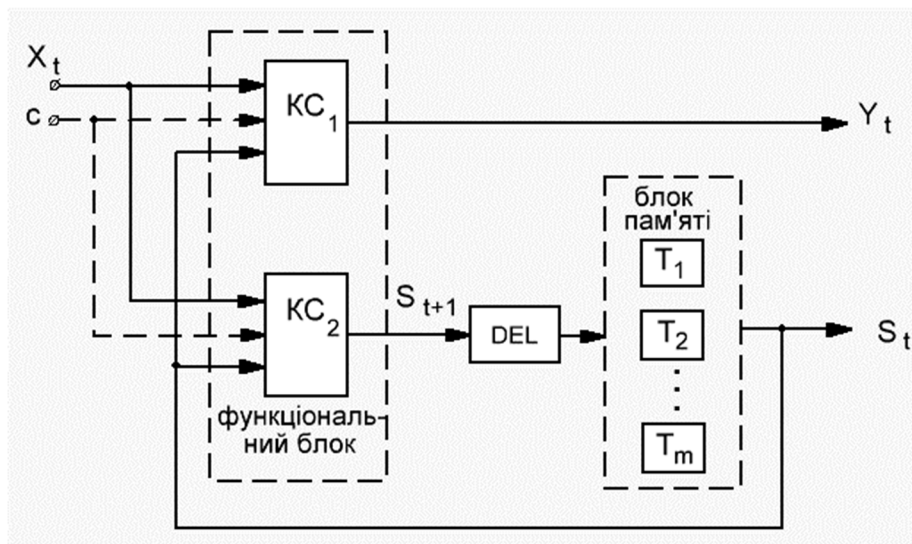 X t
c
КС 1
Y t
блок
пам'яті
T 1
КС 2
S t+1
DEL
T 2
S t
T m
функціональ-
ний блок